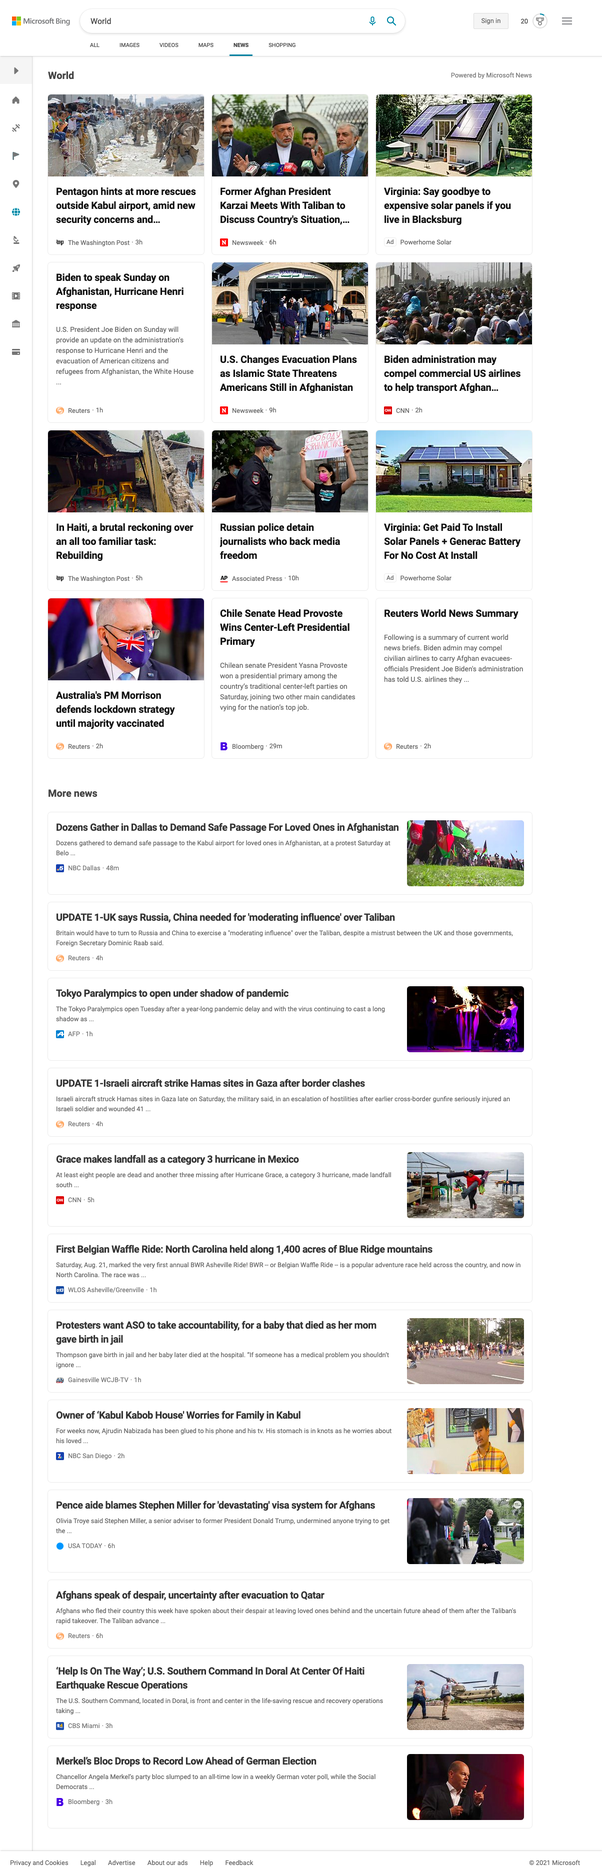 Microsoft Bing
World
Sign in
20
ALL
IMAGES
VIDEOS
MAPS
NEWS
SHOPPING
World
Powered by Microsoft News
Pentagon hints at more rescues
outside Kabul airport, amid new
security concerns and...
The Washington Post · 3h
Former Afghan President
Karzai Meets With Taliban to
Discuss Country's Situation,...
Newsweek · 6h
Virginia: Say goodbye to
expensive solar panels if you
live in Blacksburg
Ad Powerhome Solar
Biden to speak Sunday on
Afghanistan, Hurricane Henri
response
U.S. President Joe Biden on Sunday will
provide an update on the administration's
response to Hurricane Henri and the
evacuation of American citizens and
refugees from Afghanistan, the White House
...
Reuters · 1h
U.S. Changes Evacuation Plans
as Islamic State Threatens
Americans Still in Afghanistan
Newsweek · 9h
Biden administration may
compel commercial US airlines
to help transport Afghan...
CNN · 2h
In Haiti, a brutal reckoning over
an all too familiar task:
Rebuilding
The Washington Post · 5h
Russian police detain
journalists who back media
freedom
AP Associated Press · 10h
Virginia: Get Paid To Install
Solar Panels + Generac Battery
For No Cost At Install
Ad Powerhome Solar
Australia's PM Morrison
defends lockdown strategy
until majority vaccinated
Reuters · 2h
Chile Senate Head Provoste
Wins Center-Left Presidential
Primary
Chilean senate President Yasna Provoste
won a presidential primary among the
country's traditional center-left parties on
Saturday, joining two other main candidates
vying for the nation's top job.
Bloomberg · 29m
Reuters World News Summary
Following is a summary of current world
news briefs. Biden admin may compel
civilian airlines to carry Afghan evacuees-
officials President Joe Biden's administration
has told U.S. airlines they ...
Reuters · 2h
More news
Dozens Gather in Dallas to Demand Safe Passage For Loved Ones in Afghanistan
Dozens gathered to demand safe passage to the Kabul airport for loved ones in Afghanistan, at a protest Saturday at
Belo ...
NBC Dallas · 48m
UPDATE 1-UK says Russia, China needed for 'moderating influence' over Taliban
Britain would have to turn to Russia and China to exercise a "moderating influence" over the Taliban, despite a mistrust between the UK and those governments,
Foreign Secretary Dominic Raab said.
Reuters · 4h
Tokyo Paralympics to open under shadow of pandemic
The Tokyo Paralympics open Tuesday after a year-long pandemic delay and with the virus continuing to cast a long
shadow as ...
AFP · 1h
UPDATE 1-Israeli aircraft strike Hamas sites in Gaza after border clashes
Israeli aircraft struck Hamas sites in Gaza late on Saturday, the military said, in an escalation of hostilities after earlier cross-border gunfire seriously injured an
Israeli soldier and wounded 41 ...
Reuters · 4h
Grace makes landfall as a category 3 hurricane in Mexico
At least eight people are dead and another three missing after Hurricane Grace, a category 3 hurricane, made landfall
south ...
CNN · 5h
First Belgian Waffle Ride: North Carolina held along 1,400 acres of Blue Ridge mountains
Saturday, Aug. 21, marked the very first annual BWR Asheville Ride! BWR -- or Belgian Waffle Ride -- is a popular adventure race held across the country, and now in
North Carolina. The race was ...
WLOS Asheville/Greenville · 1h
Protesters want ASO to take accountability, for a baby that died as her mom
gave birth in jail
Thompson gave birth in jail and her baby later died at the hospital. "If someone has a medical problem you shouldn't
ignore ...
Gainesville WCJB-TV · 1h
Owner of 'Kabul Kabob House' Worries for Family in Kabul
For weeks now, Ajrudin Nabizada has been glued to his phone and his tv. His stomach is in knots as he worries about
his loved ...
NBC San Diego · 2h
Pence aide blames Stephen Miller for 'devastating' visa system for Afghans
Olivia Troye said Stephen Miller, a senior adviser to former President Donald Trump, undermined anyone trying to get
the ...
USA TODAY · 6h
Afghans speak of despair, uncertainty after evacuation to Qatar
Afghans who fled their country this week have spoken about their despair at leaving loved ones behind and the uncertain future ahead of them after the Taliban's
rapid takeover. The Taliban advance ...
Reuters · 6h
'Help Is On The Way'; U.S. Southern Command In Doral At Center Of Haiti
Earthquake Rescue Operations
The U.S. Southern Command, located in Doral, is front and center in the life-saving rescue and recovery operations
taking ...
CBS Miami · 3h
Merkel's Bloc Drops to Record Low Ahead of German Election
Chancellor Angela Merkel's party bloc slumped to an all-time low in a weekly German voter poll, while the Social
Democrats ...
Bloomberg · 3h
Privacy and Cookies
Legal
Advertise
About our ads
Help
Feedback
© 2021 Microsoft